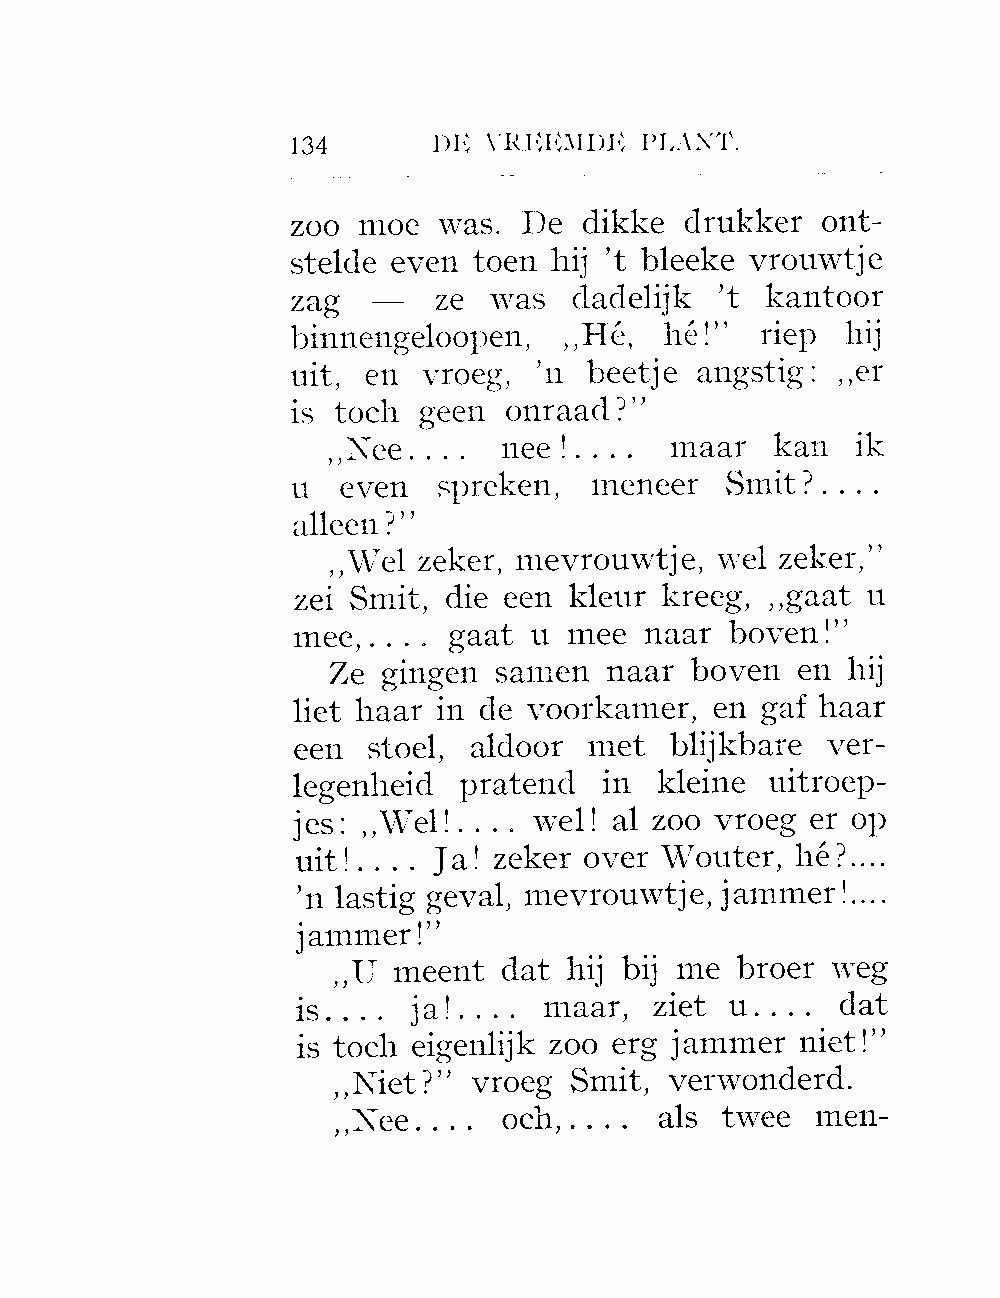 134 DE VREEMDE PLANT.
zoo moe was. De dikke drukker ont-
stelde even toen hij 't bleeke vrouwtje
zag — ze was dadelijk 't kantoor
binnengeloopen, ,,Hé, hé!" riep hij
uit, en vroeg, 'n beetje angstig: ,,er
is toch geen onraad?"
,,Nee.... nee!.... maar kan ik
u even spreken, meneer Smit?....
alleen?"
,,Wel zeker, mevrouwtje, wel zeker,"
zei Smit, die een kleur kreeg, ,,gaat u
mee,.... gaat u mee naar boven!"
Ze gingen samen naar boven en hij
liet haar in de voorkamer, en gaf haar
een stoel, aldoor met blijkbare ver-
legenheid pratend in kleine uitroep-
jes: ,,Wel!.... wel! al zoo vroeg er op
uit!.... Ja! zeker over Wouter, hé?....
'n lastig geval, mevrouwtje, jammer!....
jammer!"
,,U meent dat hij bij me broer weg
is.... ja!.... maar, ziet u.... dat
is toch eigenlijk zoo erg jammer niet!"
,,Niet?" vroeg Smit, verwonderd.
,,Nee.... och,.... als twee men-